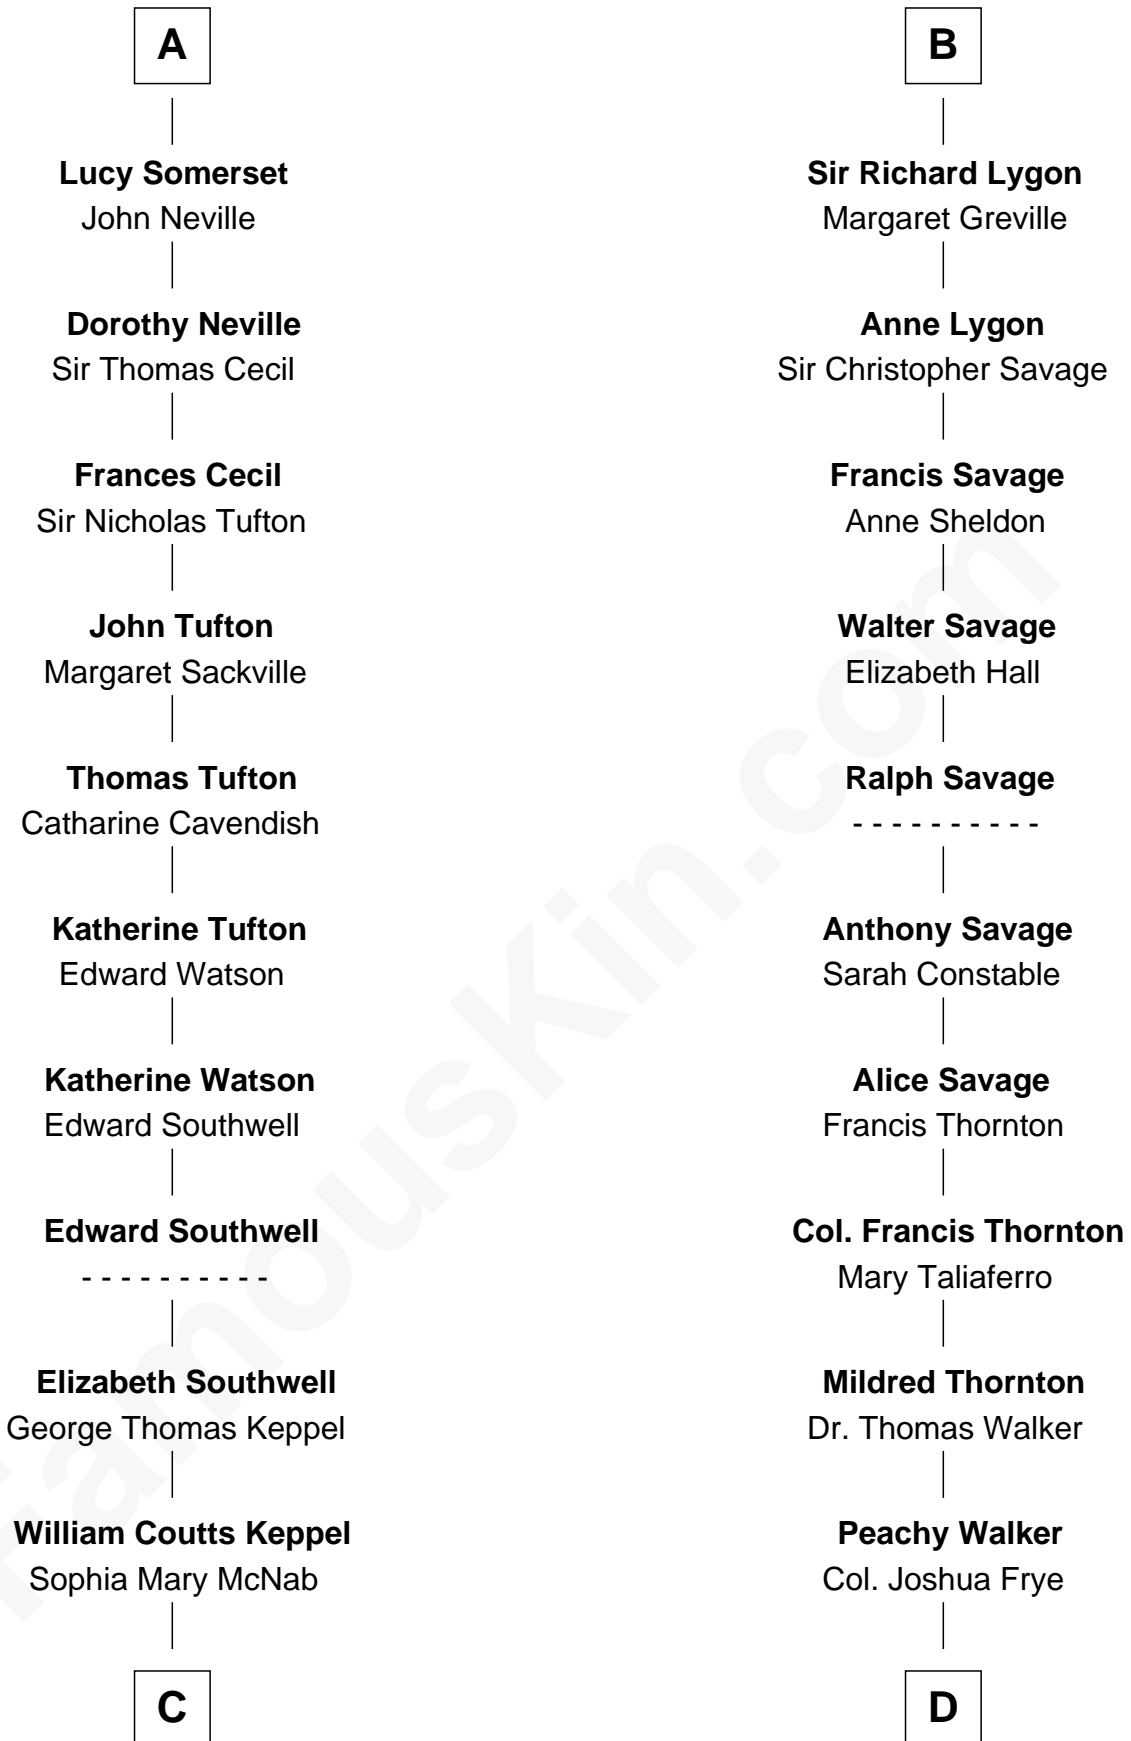 A
Lucy Somerset
John Neville
Dorothy Neville
Sir Thomas Cecil
Frances Cecil
Sir Nicholas Tufton
John Tufton
Margaret Sackville
Thomas Tufton
Catharine Cavendish
Katherine Tufton
Edward Watson
Katherine Watson
Edward Southwell
Edward Southwell
- - - - - - - - - -
Elizabeth Southwell
George Thomas Keppel
William Coutts Keppel
Sophia Mary McNab
C
B
Sir Richard Lygon
Margaret Greville
Anne Lygon
Sir Christopher Savage
Francis Savage
Anne Sheldon
Walter Savage
Elizabeth Hall
Ralph Savage
- - - - - - - - - -
Anthony Savage
Sarah Constable
Alice Savage
Francis Thornton
Col. Francis Thornton
Mary Taliaferro
Mildred Thornton
Dr. Thomas Walker
Peachy Walker
Col. Joshua Frye
D
FamousKin.com